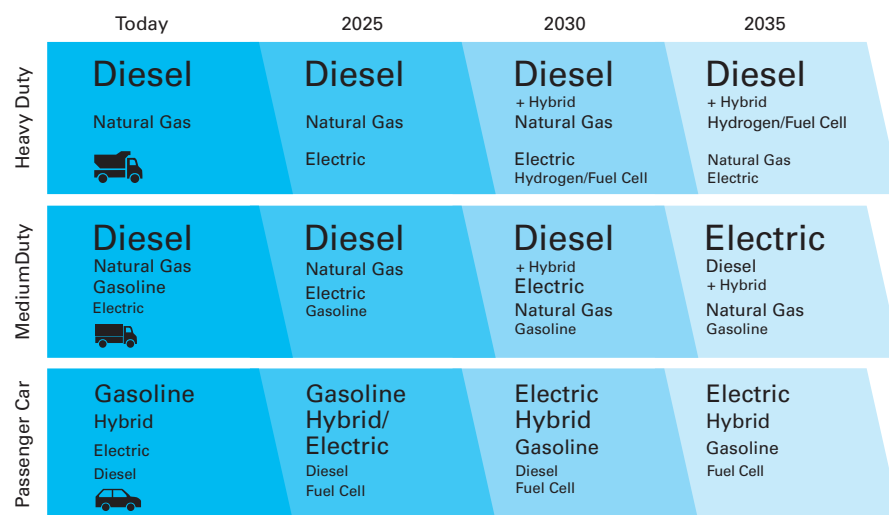 Today
2025
2030
2035
Heavy Duty
Diesel
Natural Gas
Diesel
Natural Gas
Electric
Diesel
+ Hybrid
Natural Gas
Electric
Hydrogen/Fuel Cell
Diesel
+ Hybrid
Hydrogen/Fuel Cell
Natural Gas
Electric
MediumDuty
Diesel
Natural Gas
Gasoline
Electric
Diesel
Natural Gas
Electric
Gasoline
Diesel
+ Hybrid
Electric
Natural Gas
Gasoline
Electric
Diesel
+ Hybrid
Natural Gas
Gasoline
Passenger Car
Gasoline
Hybrid
Electric
Diesel
Gasoline
Hybrid/
Electric
Diesel
Fuel Cell
Electric
Hybrid
Gasoline
Diesel
Fuel Cell
Electric
Hybrid
Gasoline
Fuel Cell